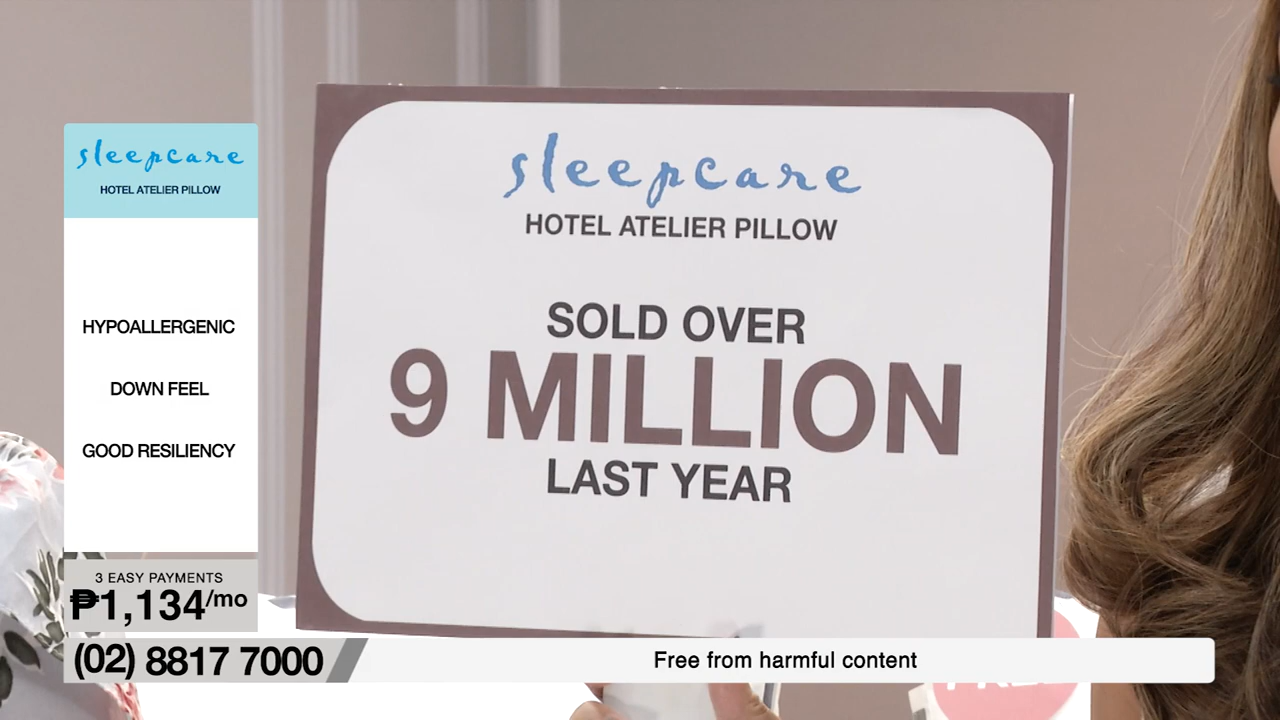 sleepcare
HOTEL ATELIER PILLOW
HYPOALLERGENIC
DOWN FEEL
GOOD RESILIENCY
3 EASY PAYMENTS
₱1,134/mo
(02) 8817 7000
Free from harmful content
sleepcare
HOTEL ATELIER PILLOW
SOLD OVER
9 MILLION
LAST YEAR